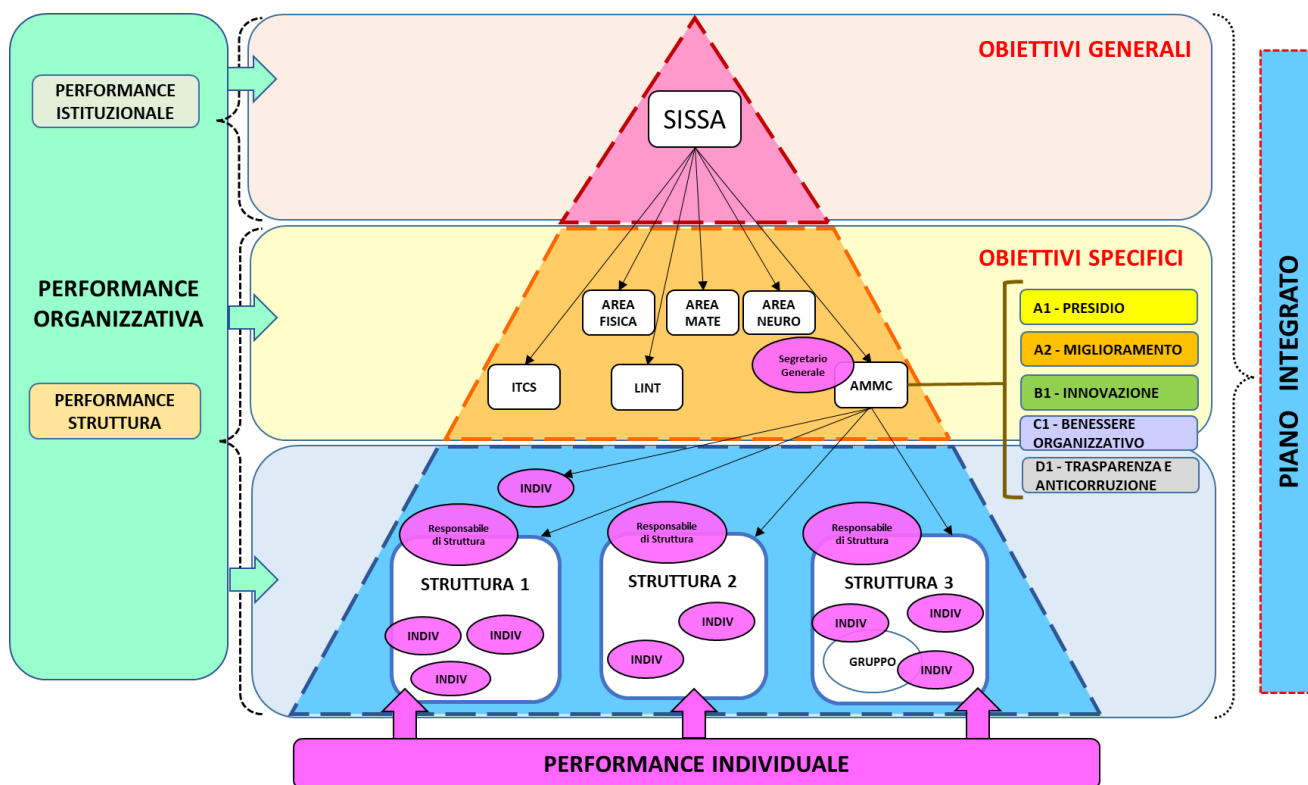 OBIETTIVI GENERALI
PERFORMANCE
ISTITUZIONALE
SISSA
OBIETTIVI SPECIFICI
PERFORMANCE
ORGANIZZATIVA
PERFORMANCE
STRUTTURA
AREA
FISICA
AREA
MATE
AREA
NEURO
Segretario
Generale
ITCS
LINT
AMMC
A1 - PRESIDIO
A2 - MIGLIORAMENTO
B1 - INNOVAZIONE
C1 - BENESSERE
ORGANIZZATIVO
D1 - TRASPARENZA E
ANTICORRUZIONE
PIANO INTEGRATO
INDIV
Responsabile
di Struttura
STRUTTURA 1
INDIV
INDIV
INDIV
Responsabile
di Struttura
STRUTTURA 2
INDIV
INDIV
Responsabile
di Struttura
STRUTTURA 3
INDIV
INDIV
GRUPPO
INDIV
PERFORMANCE INDIVIDUALE